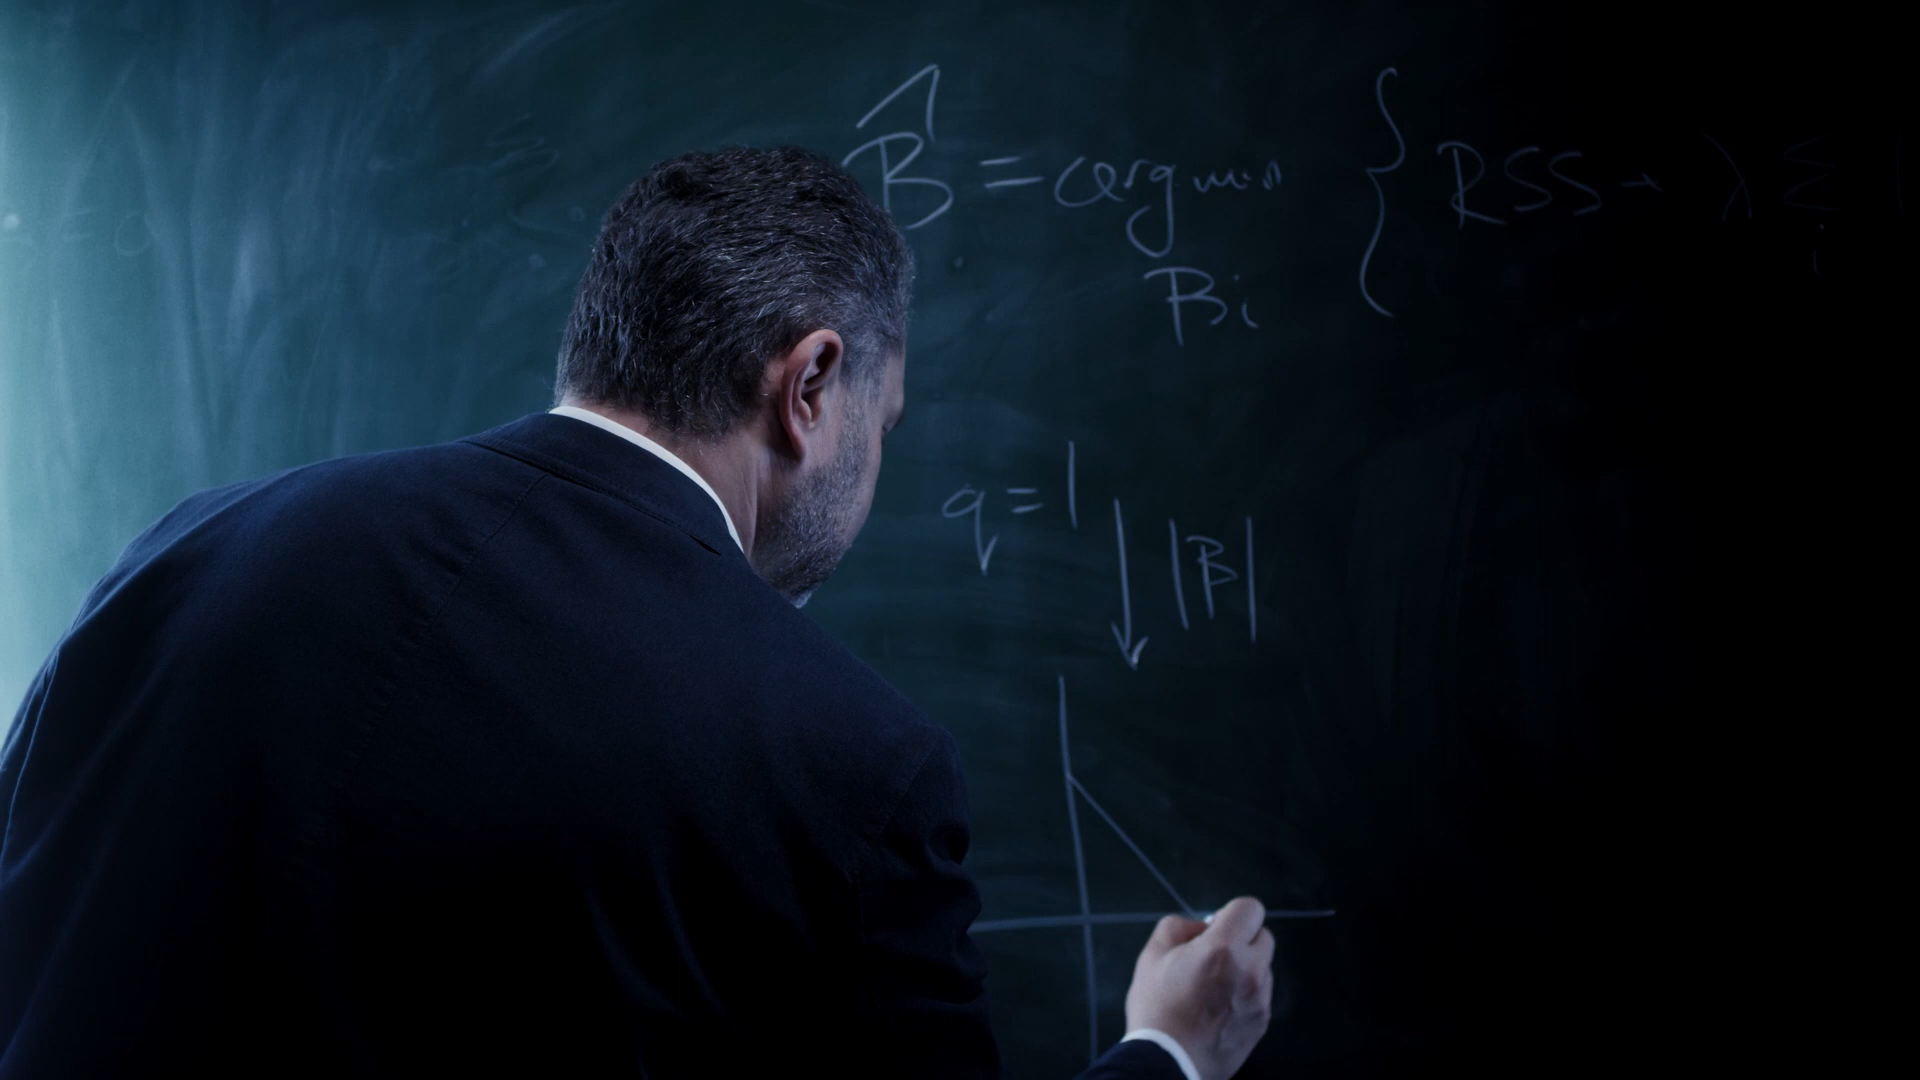 B̂ = argmin { RSS + λ Σ
Bi
i
q = 1
|B|